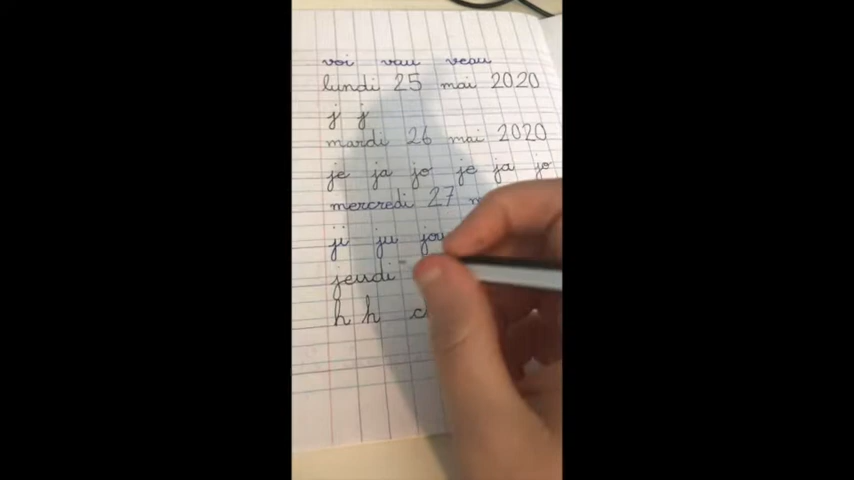 voi vau veau
lundi 25 mai 2020
j j
mardi 26 mai 2020
je ja jo je ja jo
mercredi 27
ji ju jou
jeudi
h h